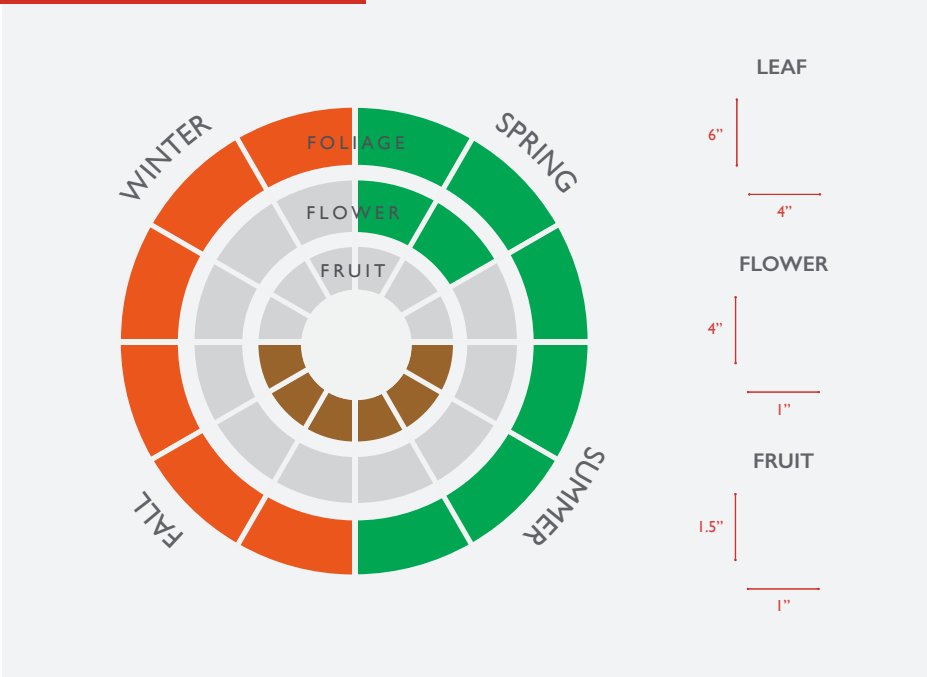 WINTER
SPRING
FOLIAGE
FLOWER
FRUIT
FALL
SUMMER
LEAF
6”
4”
FLOWER
4”
1”
FRUIT
1.5”
1”